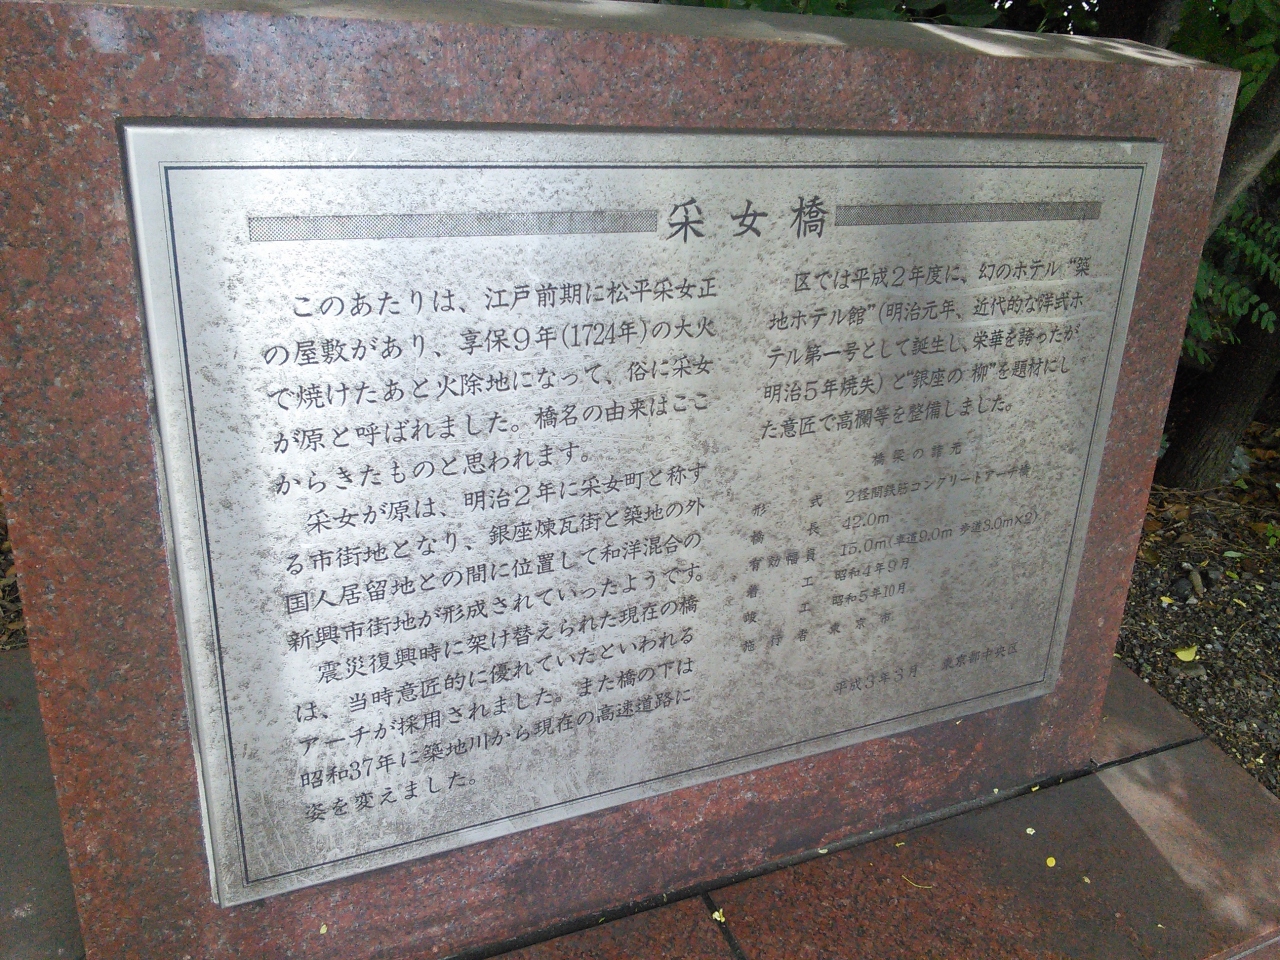 采女橋
このあたりは、江戸前期に松平采女正
の屋敷があり、享保9年(1724年)の大火
で焼けたあと火除地になって、俗に采女
が原と呼ばれました。橋名の由来はここ
からきたものと思われます。
采女が原は、明治2年に采女町と称す
る市街地となり、銀座煉瓦街と築地の外
国人居留地との間に位置して和洋混合の
新興市街地が形成されていったようです。
震災復興時に架け替えられた現在の橋
は、当時意匠的に優れていたといわれる
アーチが採用されました。また橋の下は
昭和37年に築地川から現在の高速道路に
姿を変えました。
区では平成2年度に、幻のホテル“築
地ホテル館”(明治元年、近代的な洋式ホ
テル第一号として誕生し、栄華を誇ったが
明治5年焼失)と“銀座の柳”を題材にし
た意匠で高欄等を整備しました。
橋梁の諸元
形式 2径間鉄筋コンクリートアーチ橋
橋長 42.0m
有効幅員 15.0m(車道9.0m 歩道3.0m×2)
着工 昭和4年9月
竣工 昭和5年10月
施行者 東京市
平成3年3月 東京都中央区